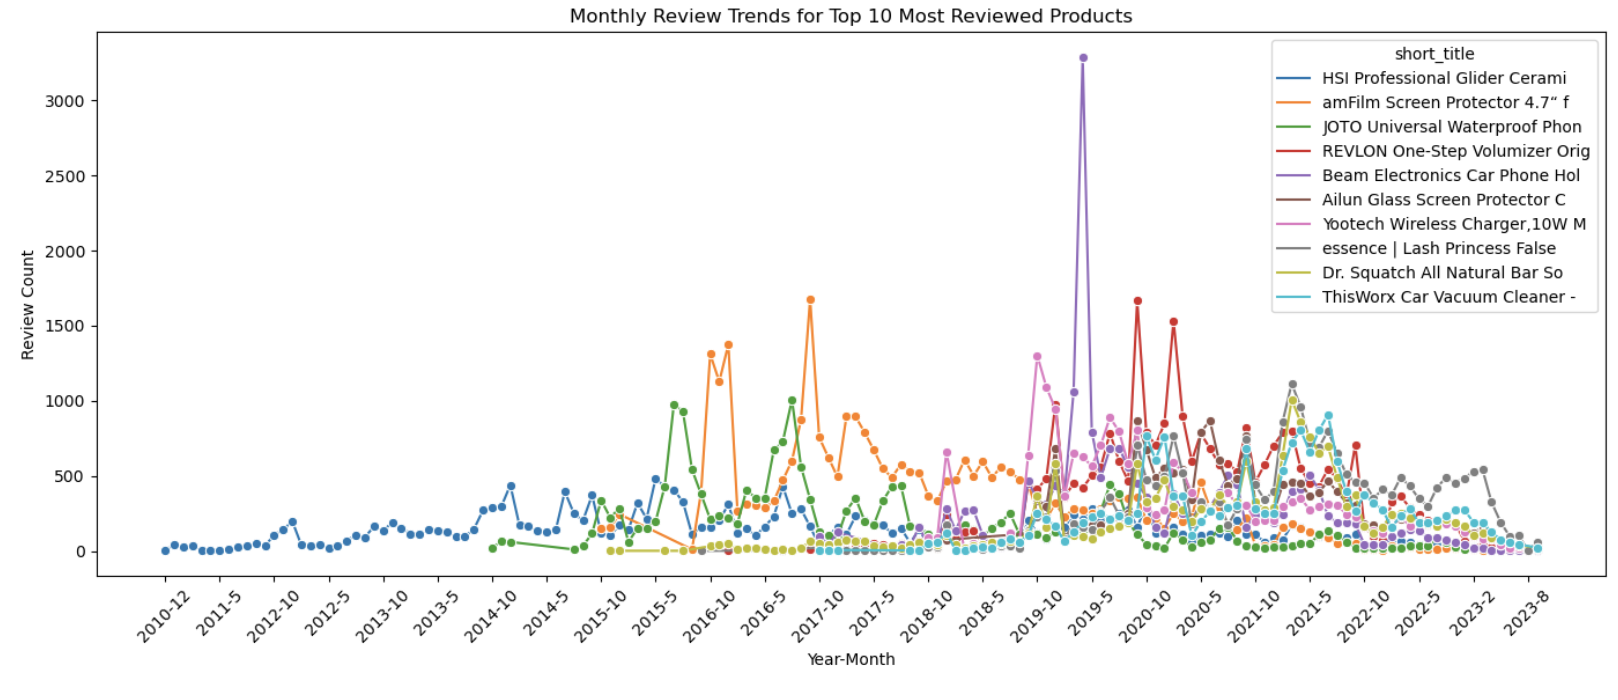 Monthly Review Trends for Top 10 Most Reviewed Products
short_title
HSI Professional Glider Cerami
amFilm Screen Protector 4.7“ f
JOTO Universal Waterproof Phon
REVLON One-Step Volumizer Orig
Beam Electronics Car Phone Hol
Ailun Glass Screen Protector C
Yootech Wireless Charger,10W M
essence | Lash Princess False
Dr. Squatch All Natural Bar So
ThisWorx Car Vacuum Cleaner -
Review Count
3000
2500
2000
1500
1000
500
0
2010-12
2011-5
2012-10
2012-5
2013-10
2013-5
2014-10
2014-5
2015-10
2015-5
2016-10
2016-5
2017-10
2017-5
2018-10
2018-5
2019-10
2019-5
2020-10
2020-5
2021-10
2021-5
2022-10
2022-5
2023-2
2023-8
Year-Month